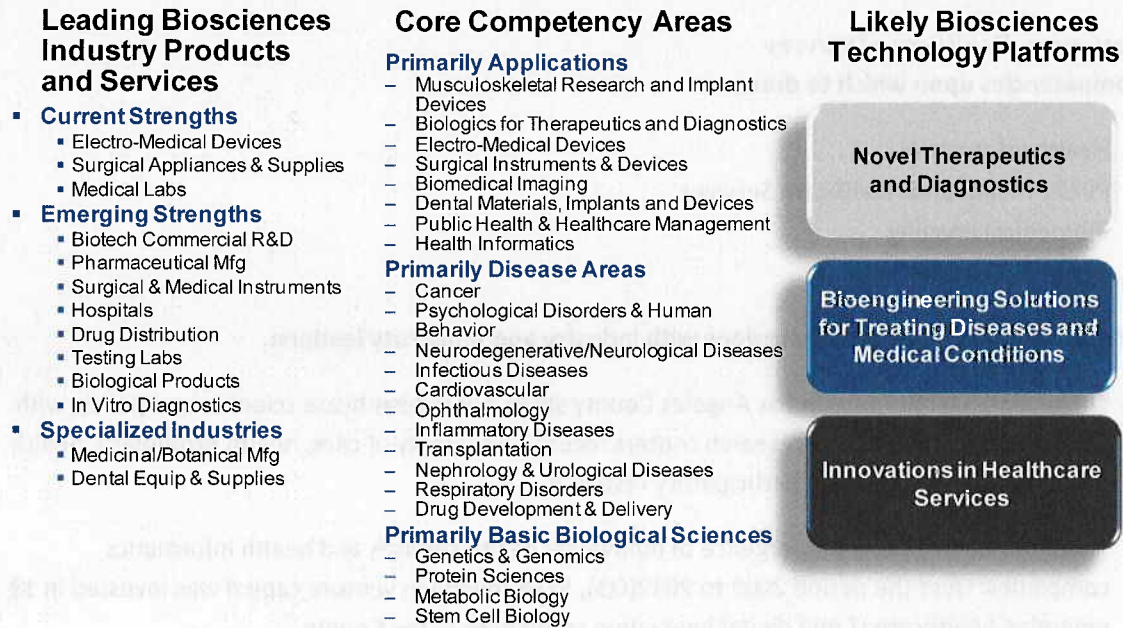 Leading Biosciences
Industry Products
and Services
▪ Current Strengths
▪ Electro-Medical Devices
▪ Surgical Appliances & Supplies
▪ Medical Labs
▪ Emerging Strengths
▪ Biotech Commercial R&D
▪ Pharmaceutical Mfg
▪ Surgical & Medical Instruments
▪ Hospitals
▪ Drug Distribution
▪ Testing Labs
▪ Biological Products
▪ In Vitro Diagnostics
▪ Specialized Industries
▪ Medicinal/Botanical Mfg
▪ Dental Equip & Supplies
Core Competency Areas
Primarily Applications
– Musculoskeletal Research and Implant
Devices
– Biologics for Therapeutics and Diagnostics
– Electro-Medical Devices
– Surgical Instruments & Devices
– Biomedical Imaging
– Dental Materials, Implants and Devices
– Public Health & Healthcare Management
– Health Informatics
Primarily Disease Areas
– Cancer
– Psychological Disorders & Human
Behavior
– Neurodegenerative/Neurological Diseases
– Infectious Diseases
– Cardiovascular
– Ophthalmology
– Inflammatory Diseases
– Transplantation
– Nephrology & Urological Diseases
– Respiratory Disorders
– Drug Development & Delivery
Primarily Basic Biological Sciences
– Genetics & Genomics
– Protein Sciences
– Metabolic Biology
– Stem Cell Biology
Likely Biosciences
Technology Platforms
Novel Therapeutics
and Diagnostics
Bioengineering Solutions
for Treating Diseases and
Medical Conditions
Innovations in Healthcare
Services